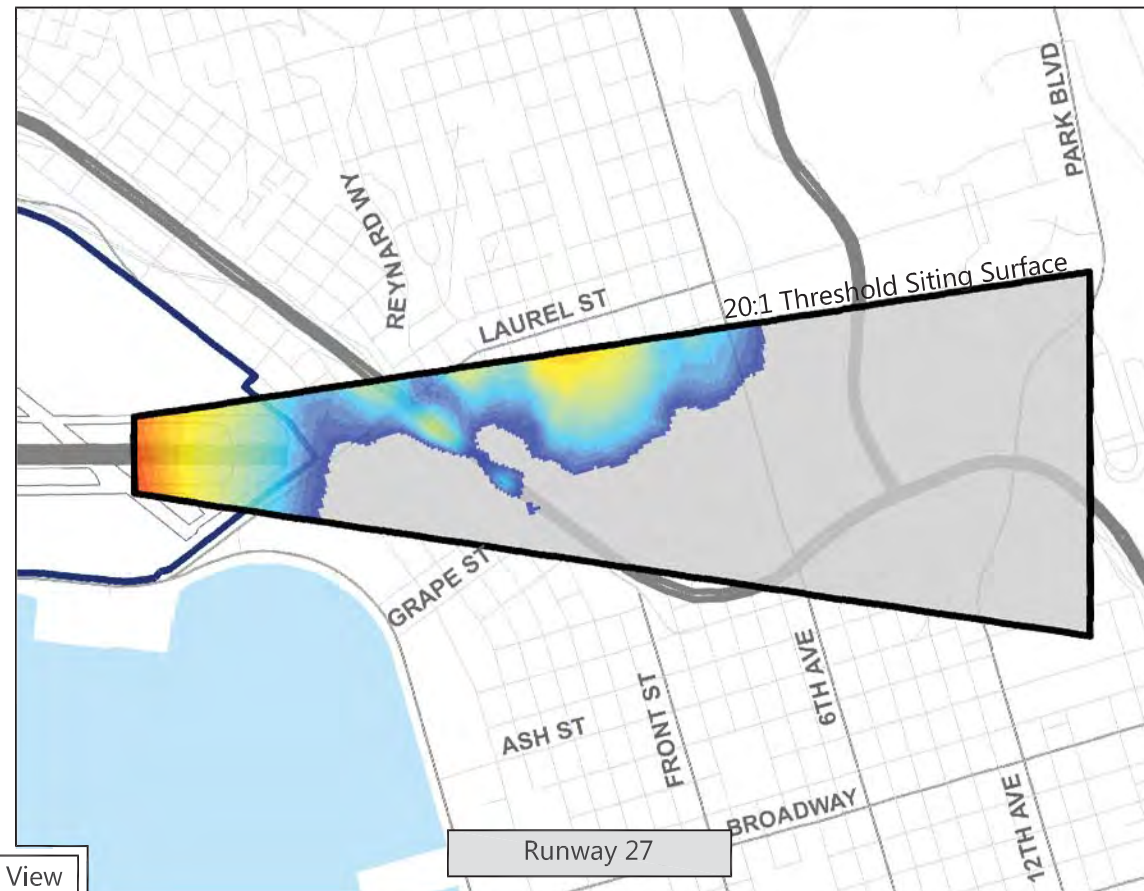 PARK BLVD
REYNARD WY
20:1 Threshold Siting Surface
LAUREL ST
GRAPE ST
6TH AVE
FRONT ST
ASH ST
BROADWAY
12TH AVE
Runway 27
View